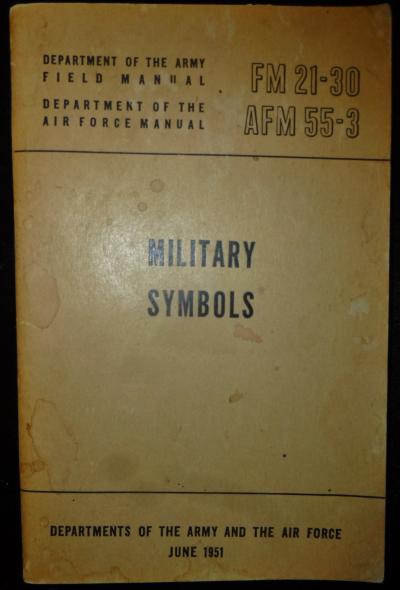 DEPARTMENT OF THE ARMY
FIELD MANUAL
FM 21-30
DEPARTMENT OF THE
AIR FORCE MANUAL
AFM 55-3
MILITARY
SYMBOLS
DEPARTMENTS OF THE ARMY AND THE AIR FORCE
JUNE 1951